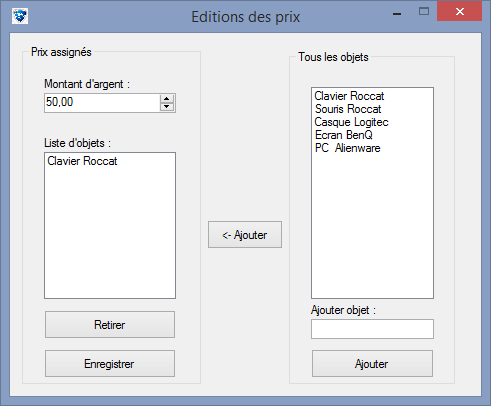 Editions des prix
Prix assignés
Montant d'argent :
50,00
Liste d'objets :
Clavier Roccat
Retirer
Enregistrer
<- Ajouter
Tous les objets
Clavier Roccat
Souris Roccat
Casque Logitec
Ecran BenQ
PC  Alienware
Ajouter objet :
Ajouter